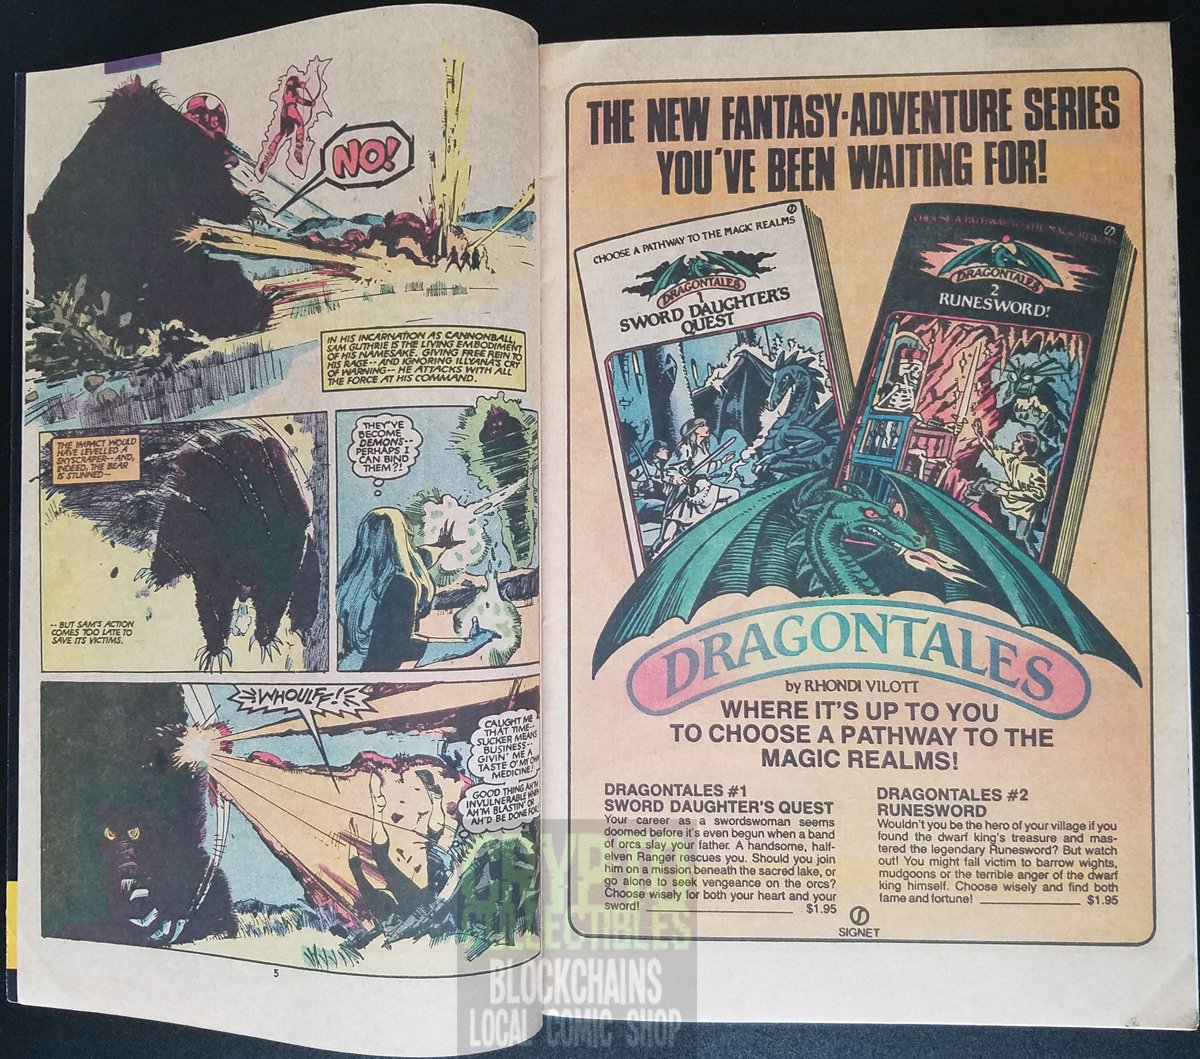 NO!
IN HIS INCARNATION AS CANNONBALL,
SAM GUTHRIE IS THE LIVING EMBODIMENT
OF HIS NAMESAKE. GIVING FREE REIN TO
HIS RAGE -- AND IGNORING ILLYANA'S CRY
OF WARNING -- HE ATTACKS WITH ALL
THE FORCE AT HIS COMMAND.
THE IMPACT WOULD
HAVE LEVELLED A
SKYSCRAPER -- AND,
INDEED, THE BEAR
IS STUNNED --
-- BUT SAM'S ACTION
COMES TOO LATE TO
SAVE ITS VICTIMS.
THEY'VE
BECOME
DEMONS--
PERHAPS I
CAN BIND
THEM?!
WHOULFF!
CAUGHT ME
THAT TIME--
SUCKER MEANS
BUSINESS--
GIVIN' ME A
TASTE O' MY OWN
MEDICINE!
GOOD THING AH'M
INVULNERABLE WHEN
AH'M BLASTIN' OR
AH'D BE DONE FOR.
5
THE NEW FANTASY-ADVENTURE SERIES
YOU'VE BEEN WAITING FOR!
CHOOSE A PATHWAY TO THE MAGIC REALMS
DRAGONTALES
1
SWORD DAUGHTER'S
QUEST
CHOOSE A PATHWAY TO THE MAGIC REALMS
DRAGONTALES
2
RUNESWORD!
DRAGONTALES
by RHONDI VILOTT
WHERE IT'S UP TO YOU
TO CHOOSE A PATHWAY TO THE
MAGIC REALMS!
DRAGONTALES #1
SWORD DAUGHTER'S QUEST
Your career as a swordswoman seems
doomed before it's even begun when a band
of orcs slay your father. A handsome, half-
elven Ranger rescues you. Should you join
him on a mission beneath the sacred lake, or
go alone to seek vengeance on the orcs?
Choose wisely for both your heart and your
sword! $1.95
DRAGONTALES #2
RUNESWORD
Wouldn't you be the hero of your village if you
found the dwarf king's treasure and mas-
tered the legendary Runesword? But watch
out! You might fall victim to barrow wights,
mudgoons or the terrible anger of the dwarf
king himself. Choose wisely and find both
fame and fortune! $1.95
SIGNET
CRYPTO
COLLECTIBLES
BLOCKCHAINS
LOCAL COMIC SHOP